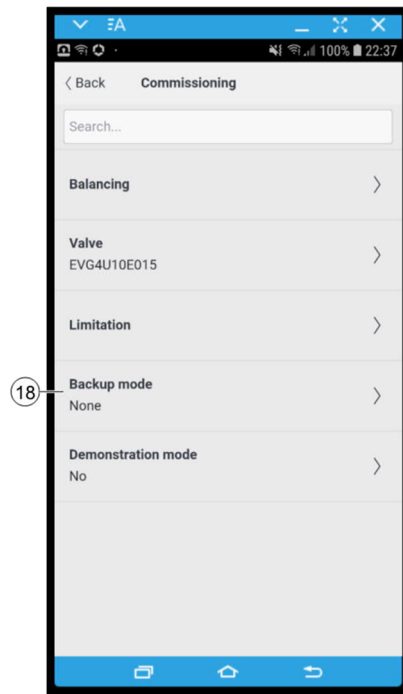 ΞA
100% 22:37
Back Commissioning
Search...
Balancing
Valve
EVG4U10E015
Limitation
18
Backup mode
None
Demonstration mode
No